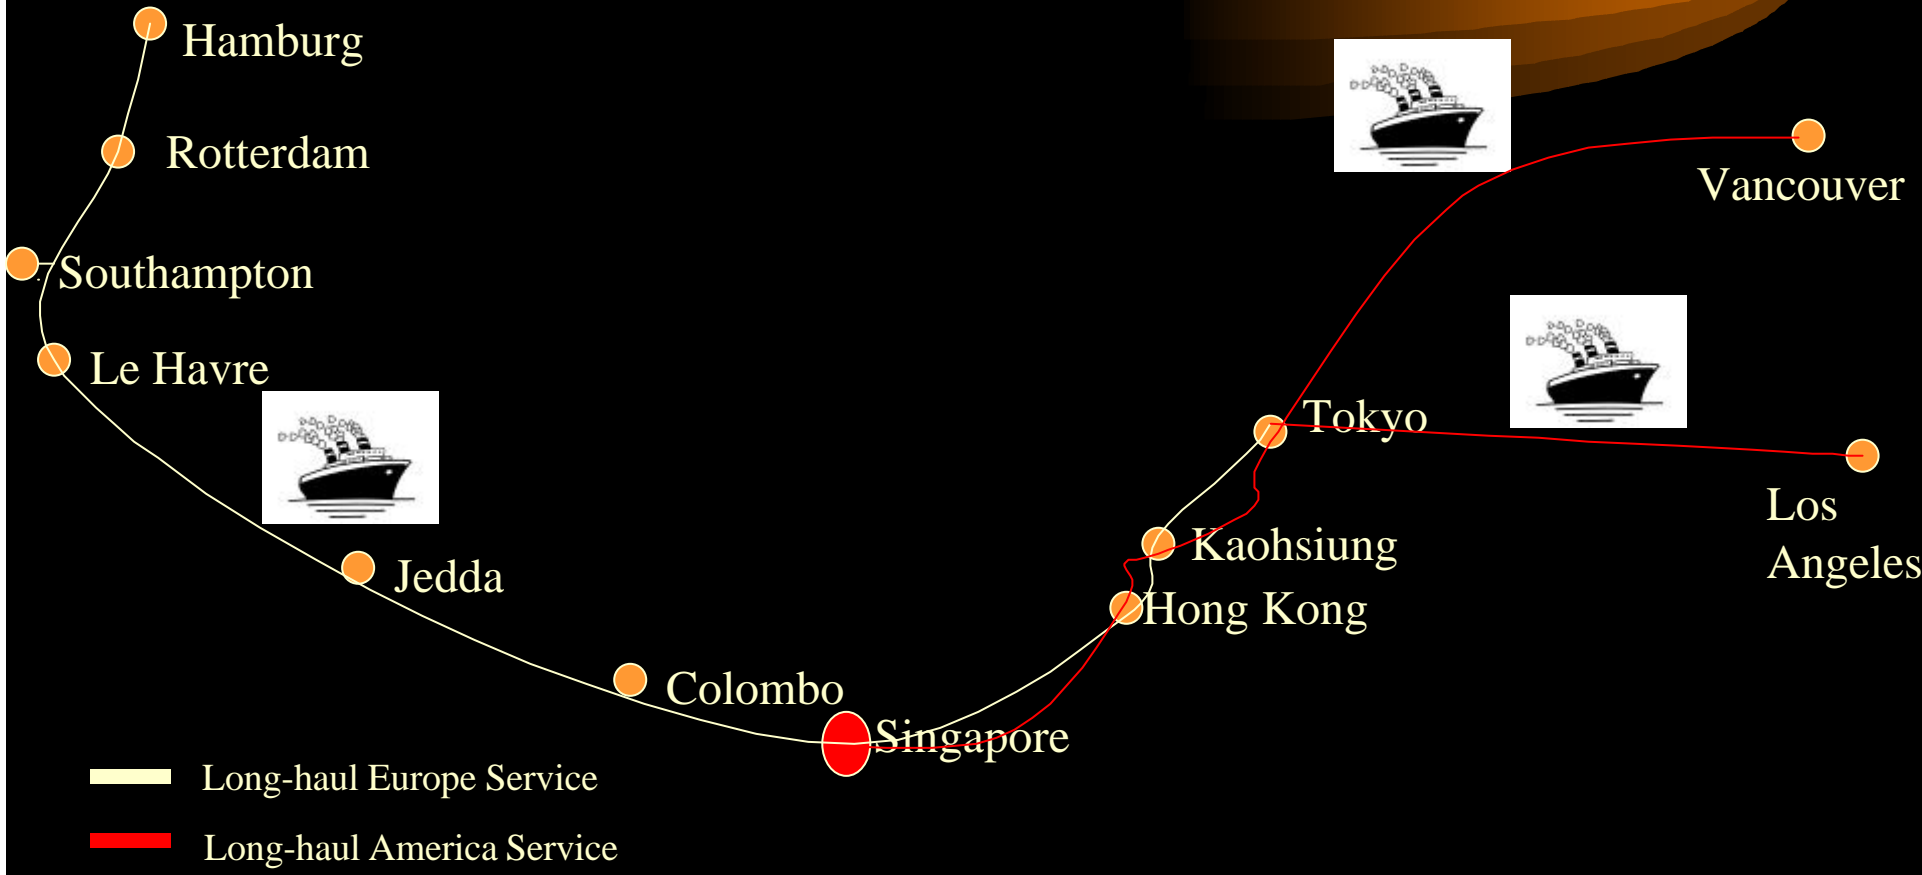 Hamburg
Rotterdam
Vancouver
Southampton
Le Havre
Tokyo
Los
Angeles
Kaohsiung
Jedda
Hong Kong
Colombo
Singapore
Long-haul Europe Service
Long-haul America Service